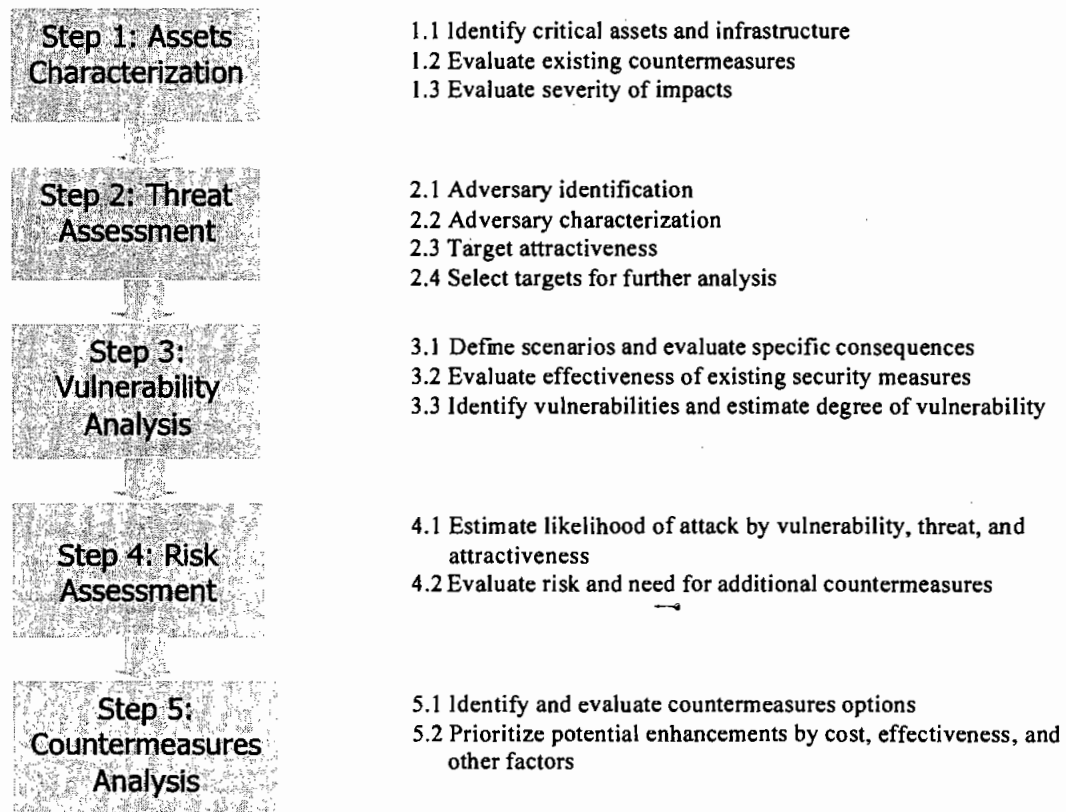 Step 1: Assets
Characterization
1.1 Identify critical assets and infrastructure
1.2 Evaluate existing countermeasures
1.3 Evaluate severity of impacts
Step 2: Threat
Assessment
2.1 Adversary identification
2.2 Adversary characterization
2.3 Target attractiveness
2.4 Select targets for further analysis
Step 3:
Vulnerability
Analysis
3.1 Define scenarios and evaluate specific consequences
3.2 Evaluate effectiveness of existing security measures
3.3 Identify vulnerabilities and estimate degree of vulnerability
Step 4: Risk
Assessment
4.1 Estimate likelihood of attack by vulnerability, threat, and
attractiveness
4.2 Evaluate risk and need for additional countermeasures
Step 5:
Countermeasures
Analysis
5.1 Identify and evaluate countermeasures options
5.2 Prioritize potential enhancements by cost, effectiveness, and
other factors